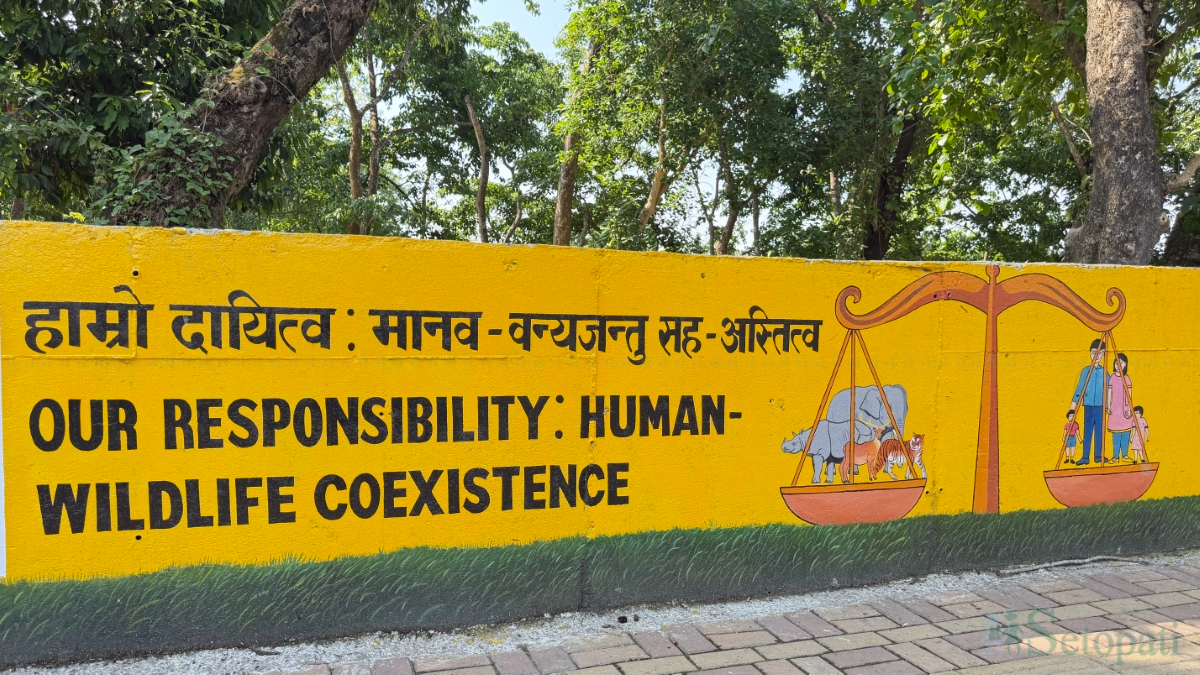 हाम्रो दायित्व : मानव - वन्यजन्तु सह - अस्तित्व
OUR RESPONSIBILITY: HUMAN-
WILDLIFE COEXISTENCE
Setopati